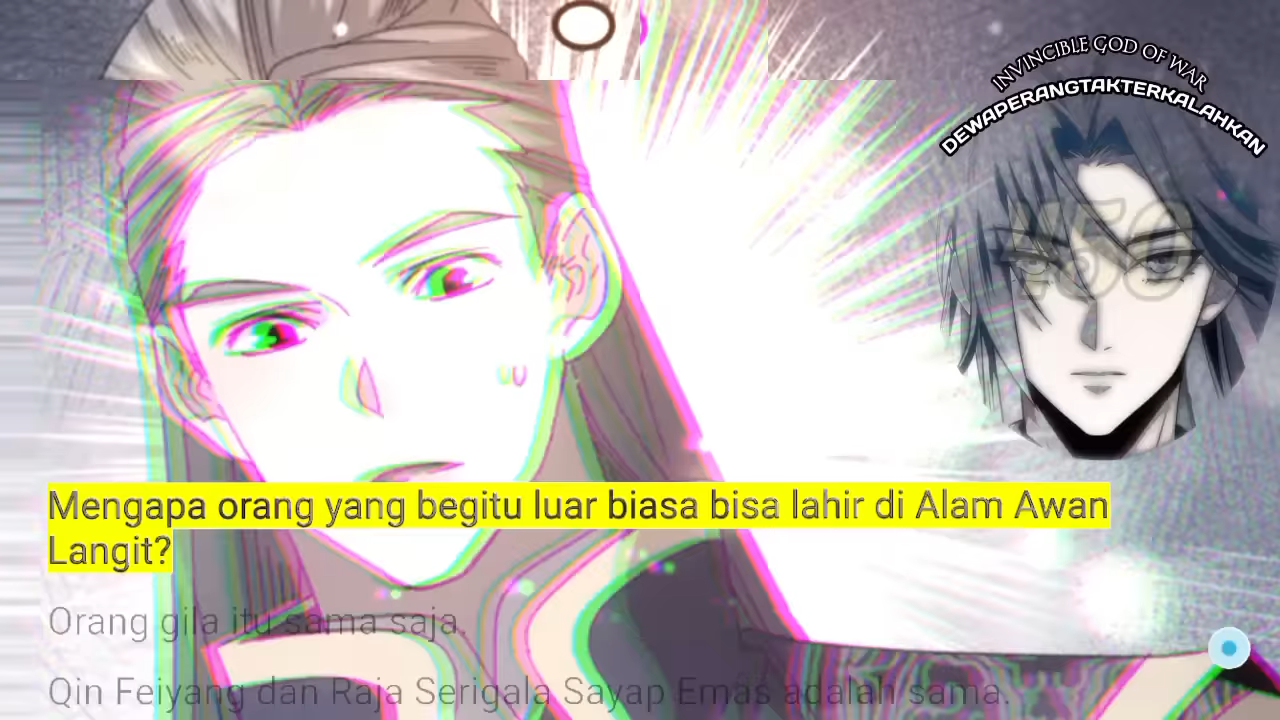 INVINCIBLE GOD OF WAR
DEWAPERANGTAKTERKALAHKAN
Mengapa orang yang begitu luar biasa bisa lahir di Alam Awan
Langit?
Orang gila itu sama saja.
Qin Feiyang dan Raja Serigala Sayap Emas adalah sama.